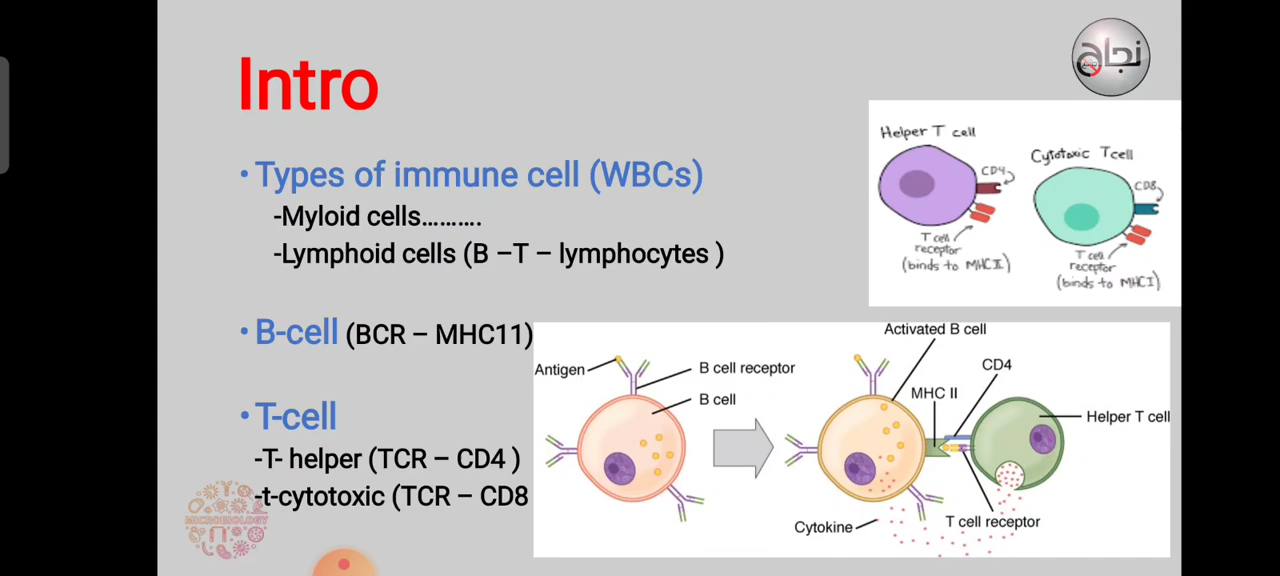 نجاح
Intro
• Types of immune cell (WBCs)
-Myloid cells……….
-Lymphoid cells (B –T – lymphocytes )
• B-cell (BCR – MHC11)
• T-cell
-T- helper (TCR – CD4 )
-t-cytotoxic (TCR – CD8
MICROBIOLOGY
Helper T cell
CD4
T cell
receptor
(binds to MHC II)
Cytotoxic T cell
CD8
T cell
receptor
(binds to MHC I)
Antigen
B cell receptor
B cell
Activated B cell
MHC II
CD4
Helper T cell
Cytokine
T cell receptor